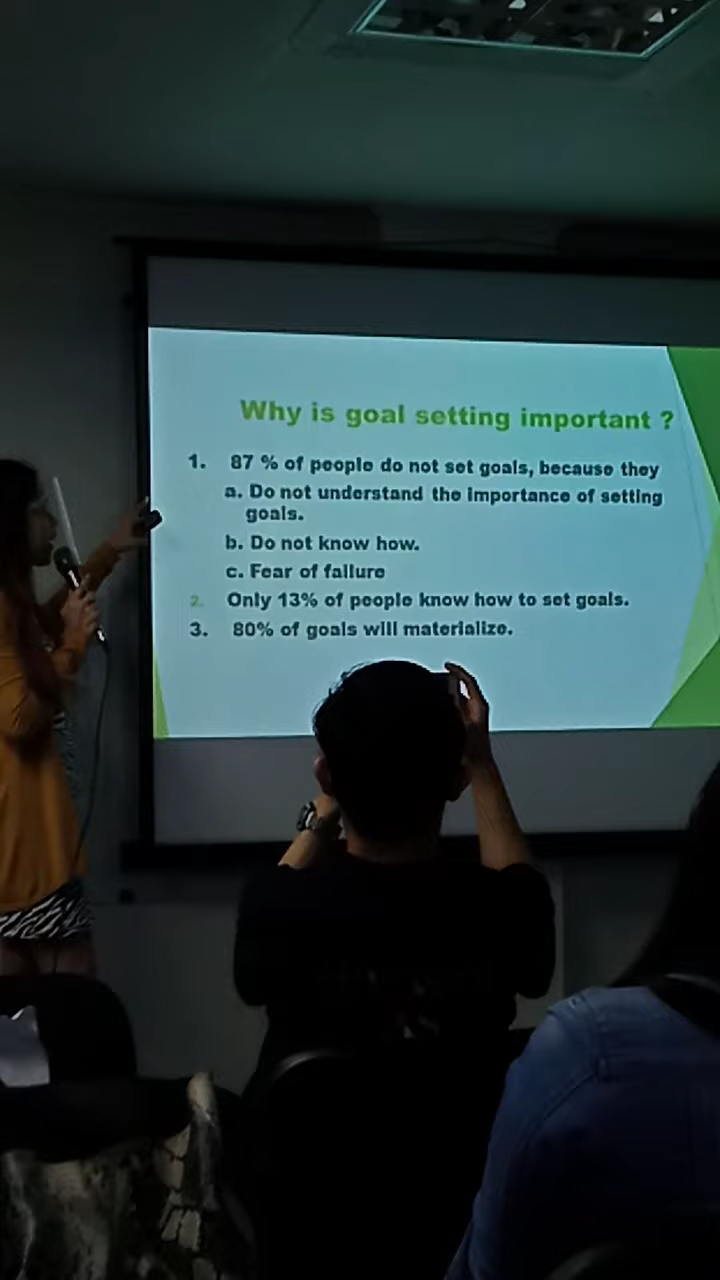 Why is goal setting important ?
1. 87 % of people do not set goals, because they
a. Do not understand the importance of setting
goals.
b. Do not know how.
c. Fear of failure
2. Only 13% of people know how to set goals.
3. 80% of goals will materialize.